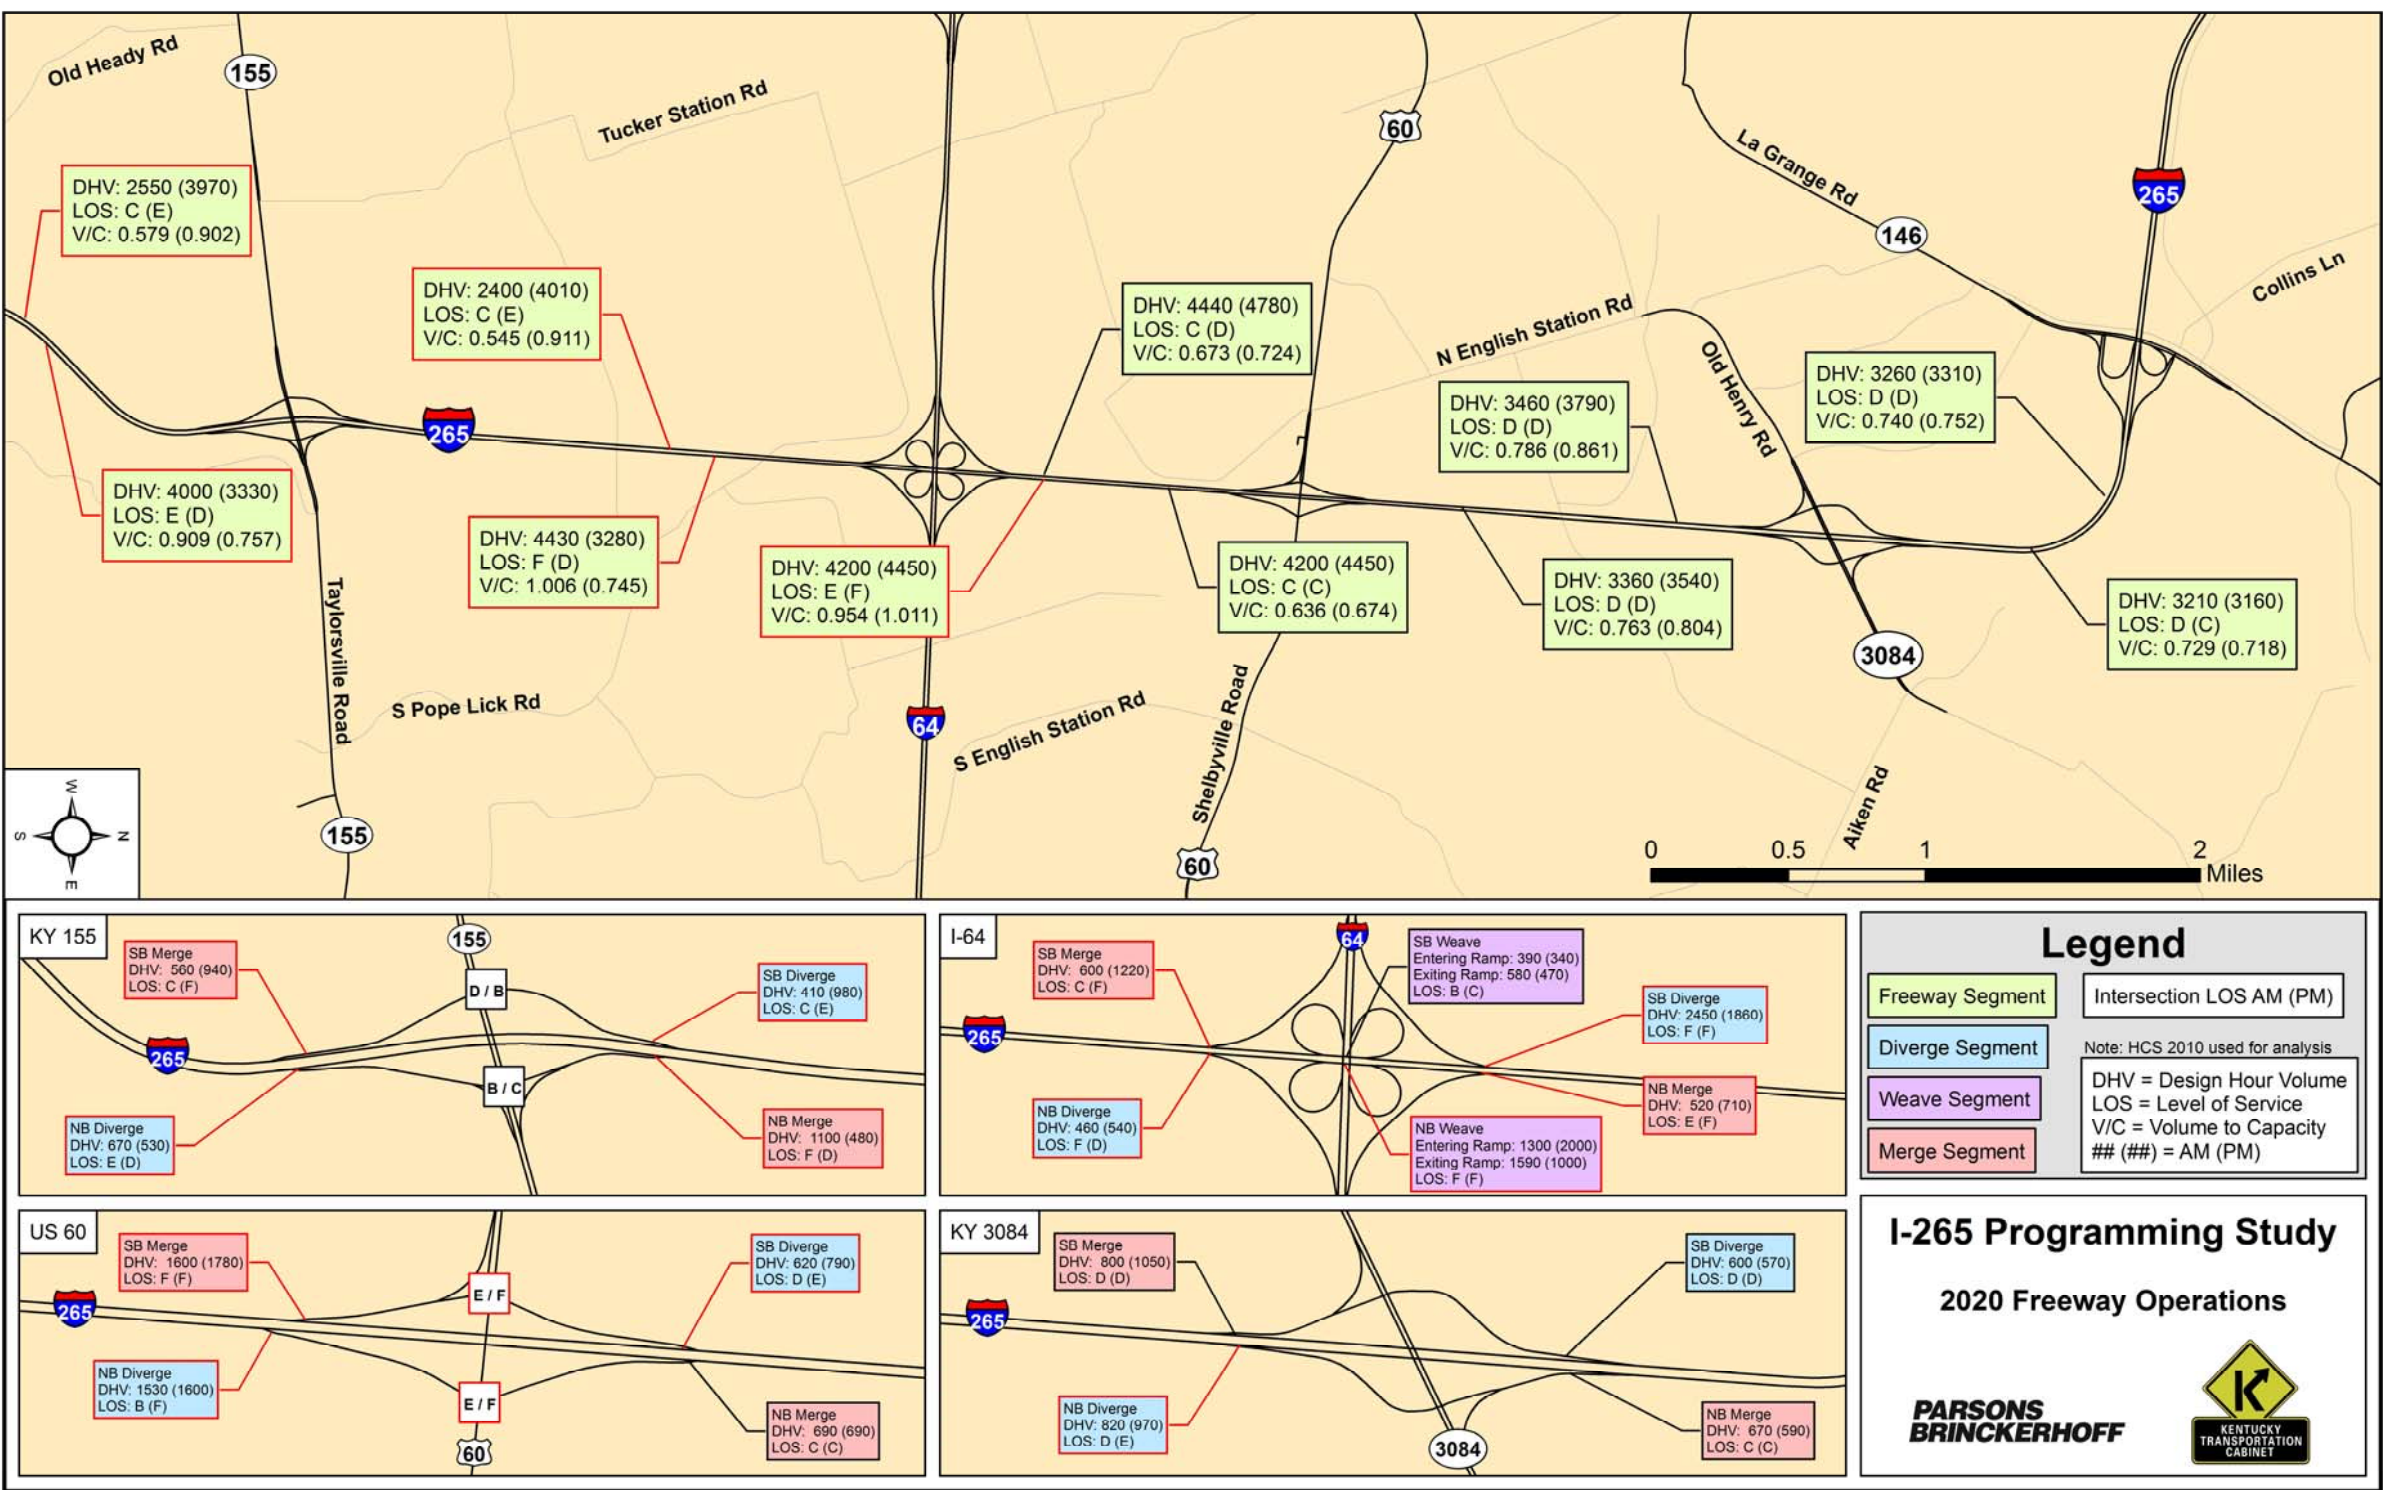 Old Heady Rd
155
Tucker Station Rd
60
La Grange Rd
265
146
Collins Ln
DHV: 2550 (3970)
LOS: C (E)
V/C: 0.579 (0.902)
DHV: 2400 (4010)
LOS: C (E)
V/C: 0.545 (0.911)
DHV: 4440 (4780)
LOS: C (D)
V/C: 0.673 (0.724)
N English Station Rd
Old Henry Rd
DHV: 3460 (3790)
LOS: D (D)
V/C: 0.786 (0.861)
DHV: 3260 (3310)
LOS: D (D)
V/C: 0.740 (0.752)
265
DHV: 4000 (3330)
LOS: E (D)
V/C: 0.909 (0.757)
DHV: 4430 (3280)
LOS: F (D)
V/C: 1.006 (0.745)
DHV: 4200 (4450)
LOS: E (F)
V/C: 0.954 (1.011)
DHV: 4200 (4450)
LOS: C (C)
V/C: 0.636 (0.674)
DHV: 3360 (3540)
LOS: D (D)
V/C: 0.763 (0.804)
DHV: 3210 (3160)
LOS: D (C)
V/C: 0.729 (0.718)
Taylorsville Road
S Pope Lick Rd
64
S English Station Rd
Shelbyville Road
3084
Aiken Rd
W
S
N
E
155
60
0 0.5 1 2
Miles
KY 155
155
SB Merge
DHV: 560 (940)
LOS: C (F)
D / B
SB Diverge
DHV: 410 (980)
LOS: C (E)
265
B / C
NB Diverge
DHV: 670 (530)
LOS: E (D)
NB Merge
DHV: 1100 (480)
LOS: F (D)
I-64
64
SB Merge
DHV: 600 (1220)
LOS: C (F)
SB Weave
Entering Ramp: 390 (340)
Exiting Ramp: 580 (470)
LOS: B (C)
SB Diverge
DHV: 2450 (1860)
LOS: F (F)
265
NB Diverge
DHV: 460 (540)
LOS: F (D)
NB Merge
DHV: 520 (710)
LOS: E (F)
NB Weave
Entering Ramp: 1300 (2000)
Exiting Ramp: 1590 (1000)
LOS: F (F)
US 60
SB Merge
DHV: 1600 (1780)
LOS: F (F)
E / F
SB Diverge
DHV: 620 (790)
LOS: D (E)
265
NB Diverge
DHV: 1530 (1600)
LOS: B (F)
E / F
60
NB Merge
DHV: 690 (690)
LOS: C (C)
KY 3084
SB Merge
DHV: 800 (1050)
LOS: D (D)
SB Diverge
DHV: 600 (570)
LOS: D (D)
265
NB Diverge
DHV: 820 (970)
LOS: D (E)
3084
NB Merge
DHV: 670 (590)
LOS: C (C)
Legend
Freeway Segment
Diverge Segment
Weave Segment
Merge Segment
Intersection LOS AM (PM)
Note: HCS 2010 used for analysis
DHV = Design Hour Volume
LOS = Level of Service
V/C = Volume to Capacity
## (##) = AM (PM)
I-265 Programming Study
2020 Freeway Operations
PARSONS
BRINCKERHOFF
KENTUCKY
TRANSPORTATION
CABINET